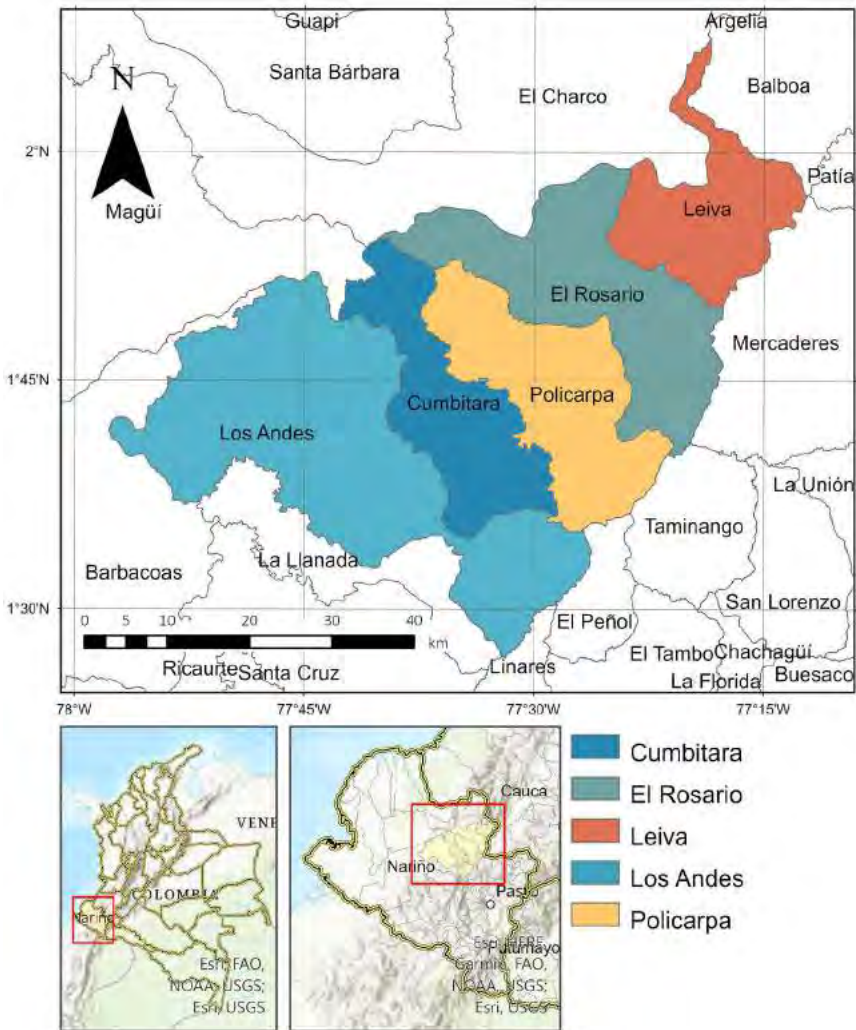 Guapi
Argelia
Santa Bárbara
El Charco
Balboa
N
2°N
Patía
Magüí
Leiva
El Rosario
Mercaderes
1°45'N
Policarpa
Cumbitara
Los Andes
La Unión
Taminango
La Llanada
Barbacoas
1°30'N
San Lorenzo
El Peñol
0 5 10 20 30 40
km
El Tambo Chachagüí
Ricaurte Santa Cruz
Linares
La Florida
Buesaco
78°W
77°45'W
77°30'W
77°15'W
VENE
COLOMBIA
Nariño
Esri, FAO,
NOAA, USGS;
Esri, USGS
Cauca
Nariño
Pasto
Esri, HERE,
Putumayo
Garmin, FAO,
NOAA, USGS;
Esri, USGS
Cumbitara
El Rosario
Leiva
Los Andes
Policarpa